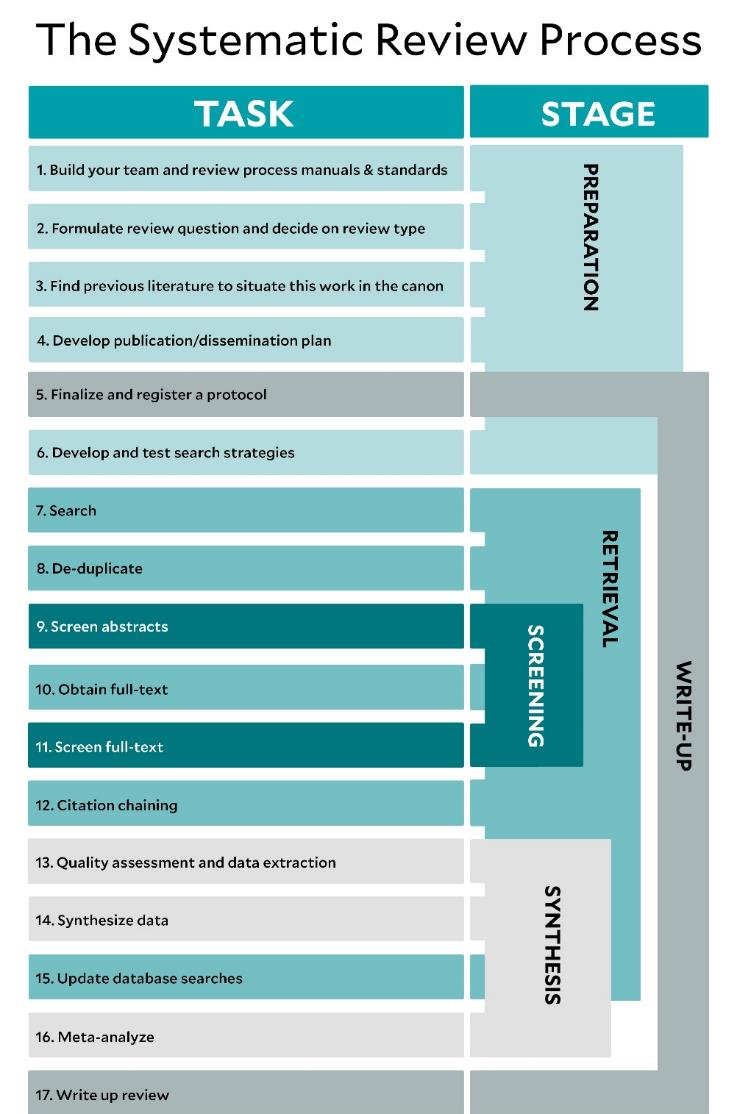 The Systematic Review Process
TASK
STAGE
1. Build your team and review process manuals & standards
2. Formulate review question and decide on review type
3. Find previous literature to situate this work in the canon
4. Develop publication/dissemination plan
PREPARATION
5. Finalize and register a protocol
6. Develop and test search strategies
7. Search
8. De-duplicate
9. Screen abstracts
10. Obtain full-text
11. Screen full-text
12. Citation chaining
RETRIEVAL
SCREENING
WRITE-UP
13. Quality assessment and data extraction
14. Synthesize data
15. Update database searches
16. Meta-analyze
SYNTHESIS
17. Write up review